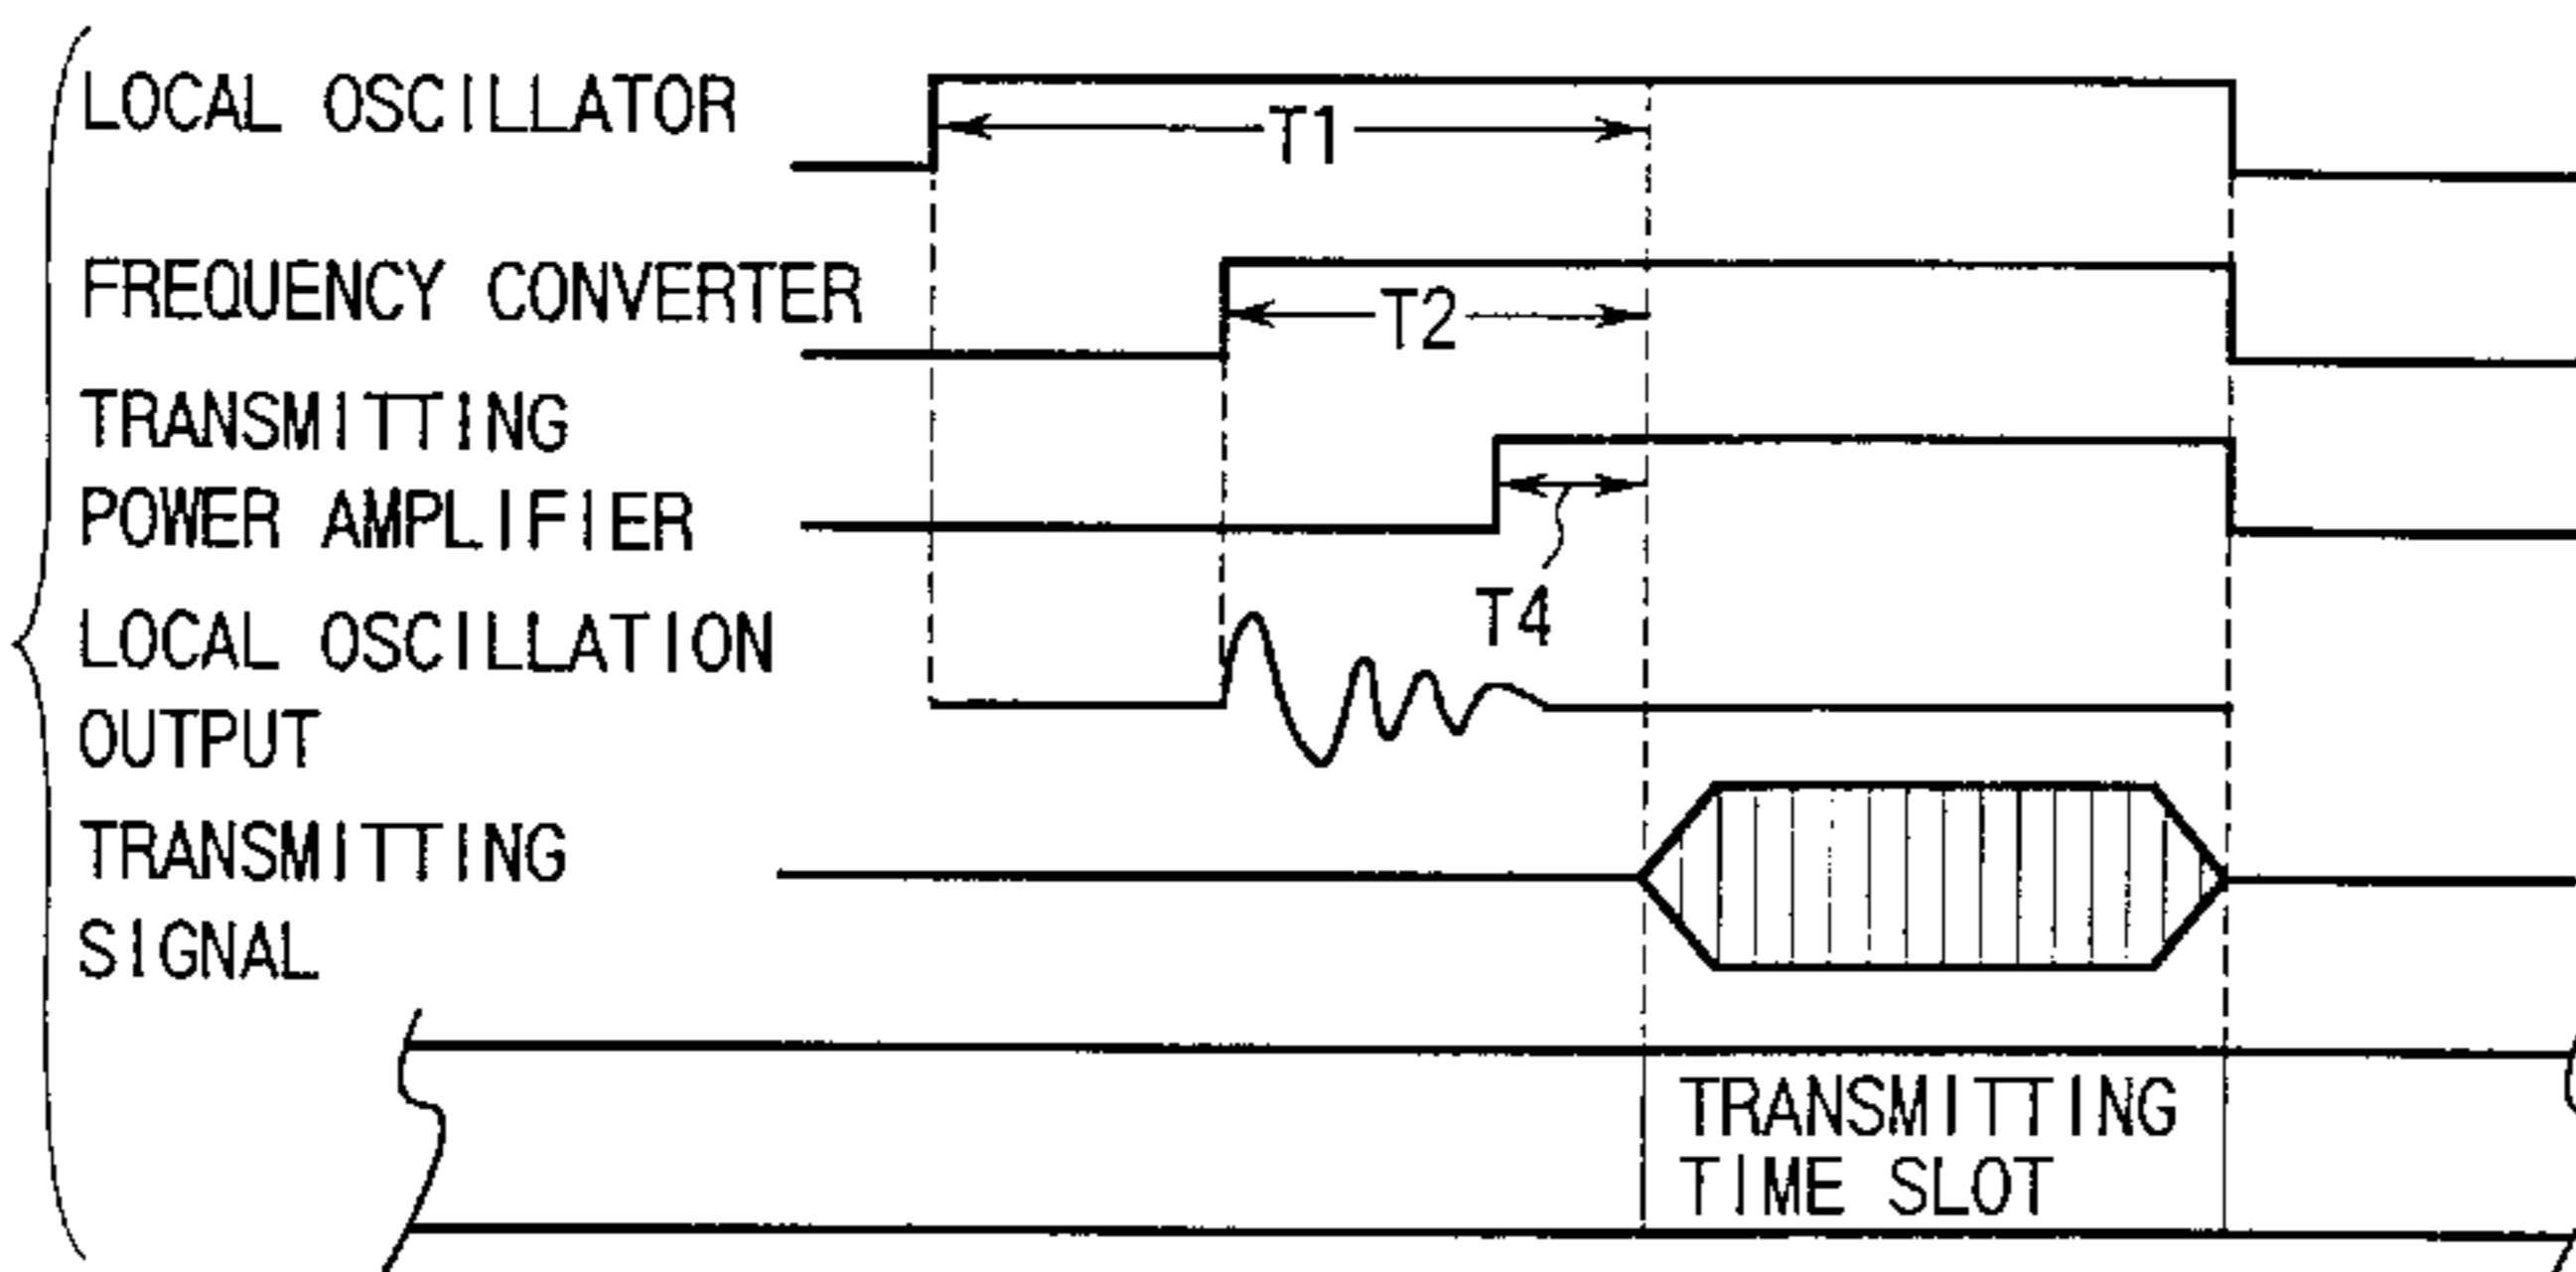 LOCAL OSCILLATOR
T1
FREQUENCY CONVERTER
T2
TRANSMITTING
POWER AMPLIFIER
T4
LOCAL OSCILLATION
OUTPUT
TRANSMITTING
SIGNAL
TRANSMITTING
TIME SLOT